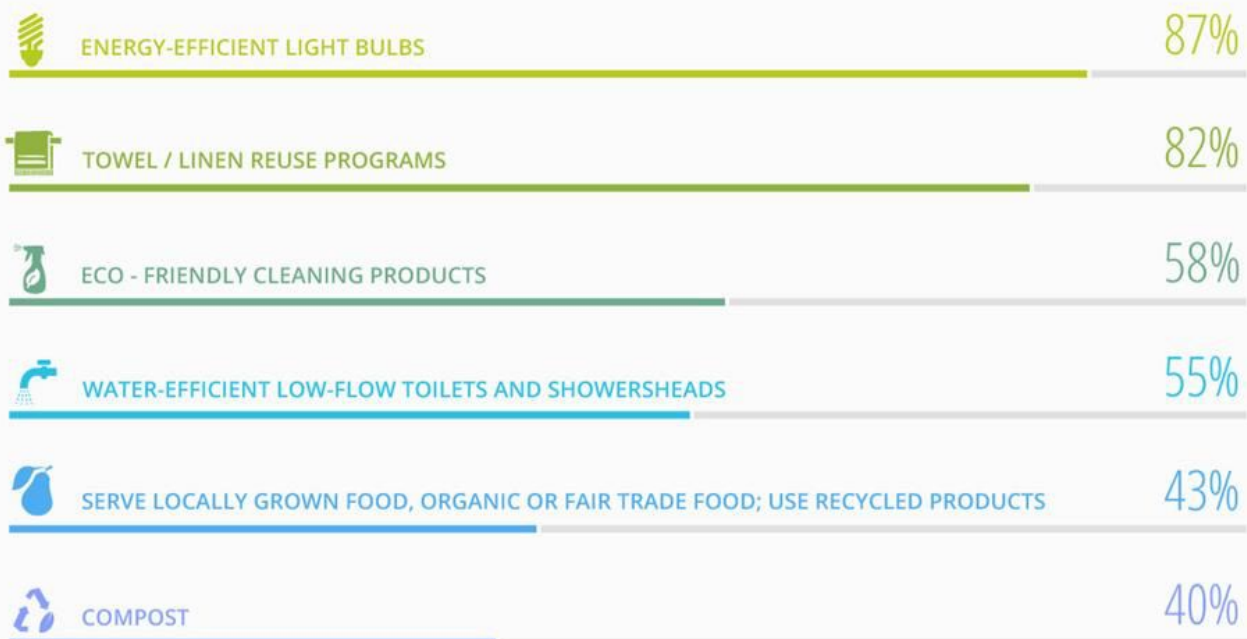 ENERGY-EFFICIENT LIGHT BULBS 87%
TOWEL / LINEN REUSE PROGRAMS 82%
ECO - FRIENDLY CLEANING PRODUCTS 58%
WATER-EFFICIENT LOW-FLOW TOILETS AND SHOWERSHEADS 55%
SERVE LOCALLY GROWN FOOD, ORGANIC OR FAIR TRADE FOOD; USE RECYCLED PRODUCTS 43%
COMPOST 40%